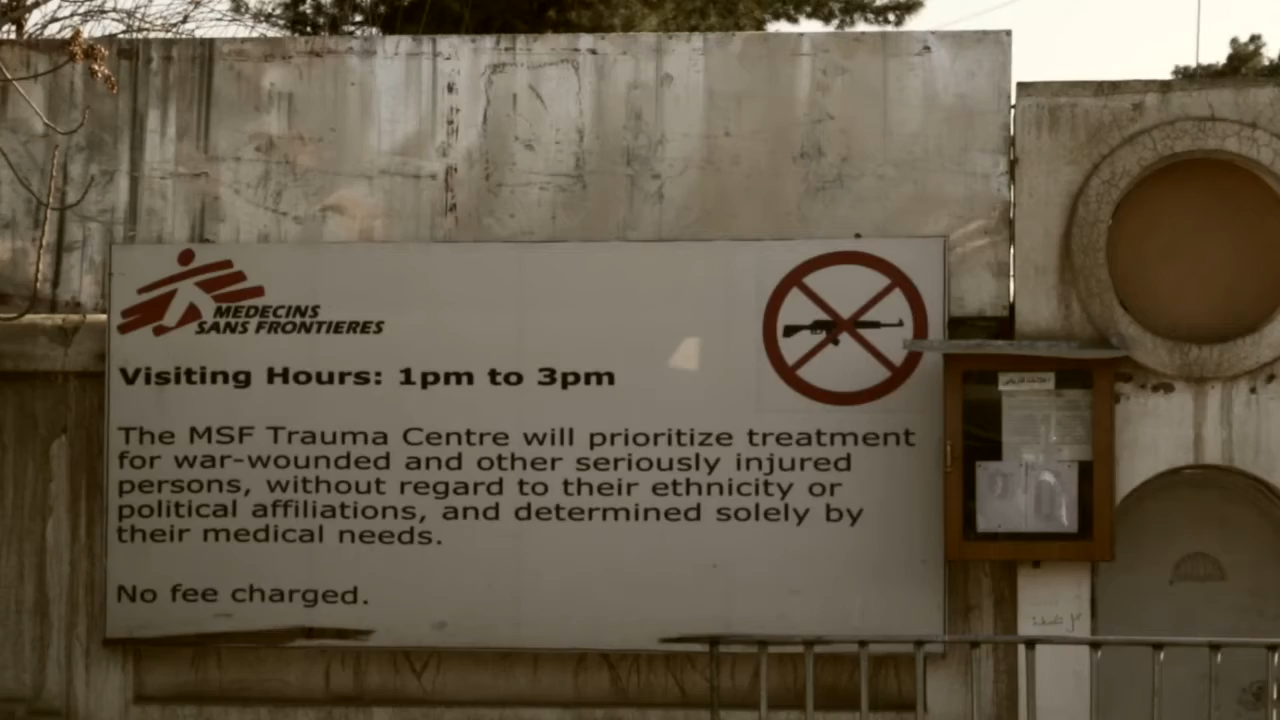 MEDECINS
SANS FRONTIERES
Visiting Hours: 1pm to 3pm
The MSF Trauma Centre will prioritize treatment
for war-wounded and other seriously injured
persons, without regard to their ethnicity or
political affiliations, and determined solely by
their medical needs.
No fee charged.